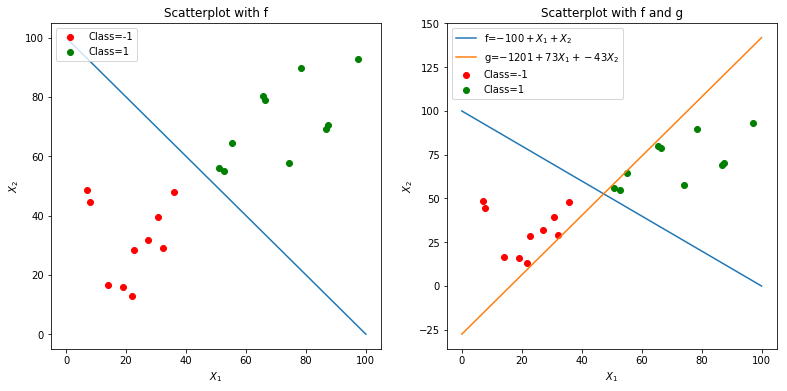 Scatterplot with f
Class=-1
Class=1
100
80
60
40
20
0
X₂
0 20 40 60 80 100
X₁
Scatterplot with f and g
f=−100 + X₁ + X₂
g=−1201 + 73X₁ + −43X₂
Class=-1
Class=1
150
125
100
75
50
25
0
−25
X₂
0 20 40 60 80 100
X₁